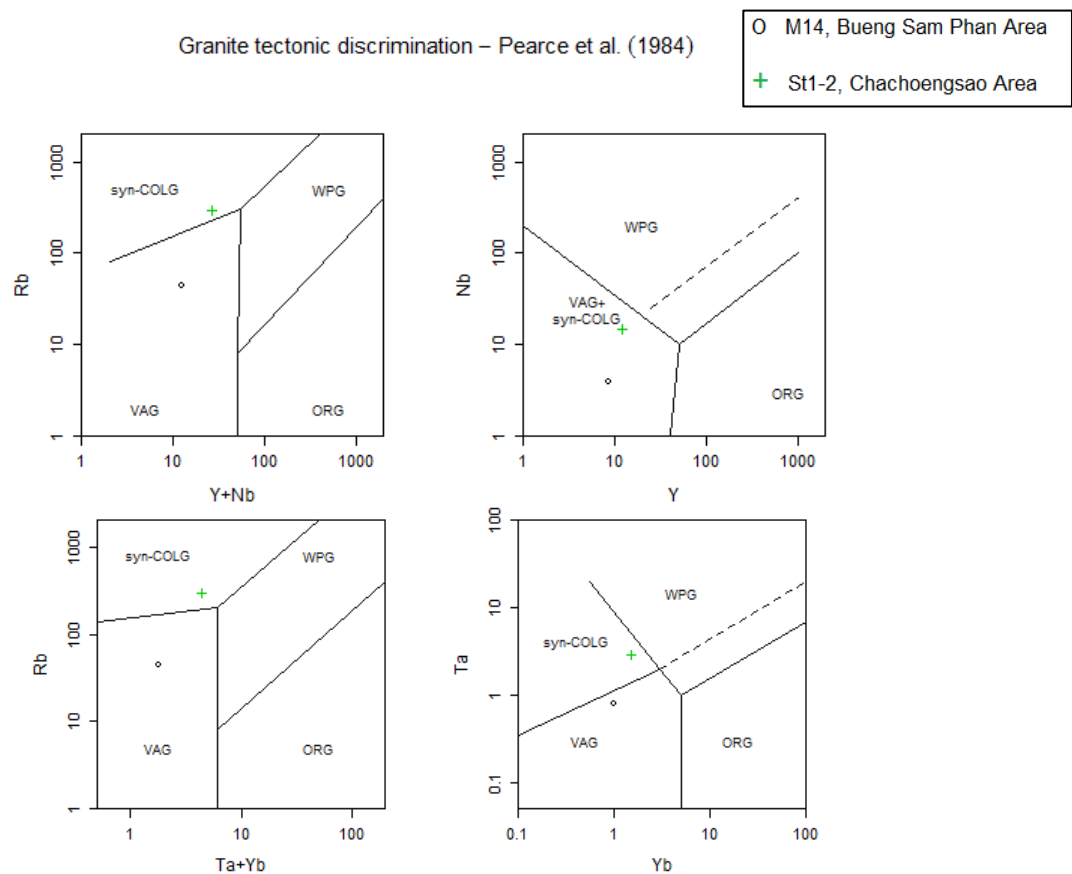 Granite tectonic discrimination – Pearce et al. (1984)
O M14, Bueng Sam Phan Area
+ St1-2, Chachoengsao Area
syn-COLG
WPG
VAG
ORG
Rb
1
10
100
1000
1
10
100
1000
Y+Nb
WPG
VAG+
syn-COLG
ORG
Nb
1
10
100
1000
1
10
100
1000
Y
syn-COLG
WPG
VAG
ORG
Rb
1
10
100
1000
1
10
100
Ta+Yb
WPG
syn-COLG
VAG
ORG
Ta
0.1
1
10
100
0.1
1
10
100
Yb